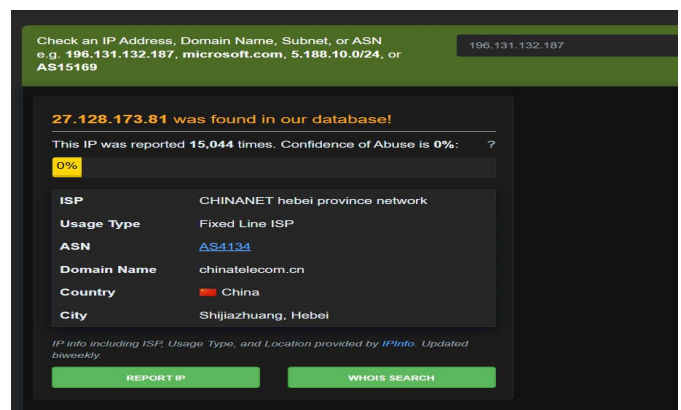 Check an IP Address, Domain Name, Subnet, or ASN
e.g. 196.131.132.187, microsoft.com, 5.188.10.0/24, or
AS15169
196.131.132.187
27.128.173.81 was found in our database!
This IP was reported 15,044 times. Confidence of Abuse is 0%: ?
0%
ISP CHINANET hebei province network
Usage Type Fixed Line ISP
ASN AS4134
Domain Name chinatelecom.cn
Country China
City Shijiazhuang, Hebei
IP info including ISP, Usage Type, and Location provided by IPInfo. Updated
biweekly.
REPORT IP WHOIS SEARCH